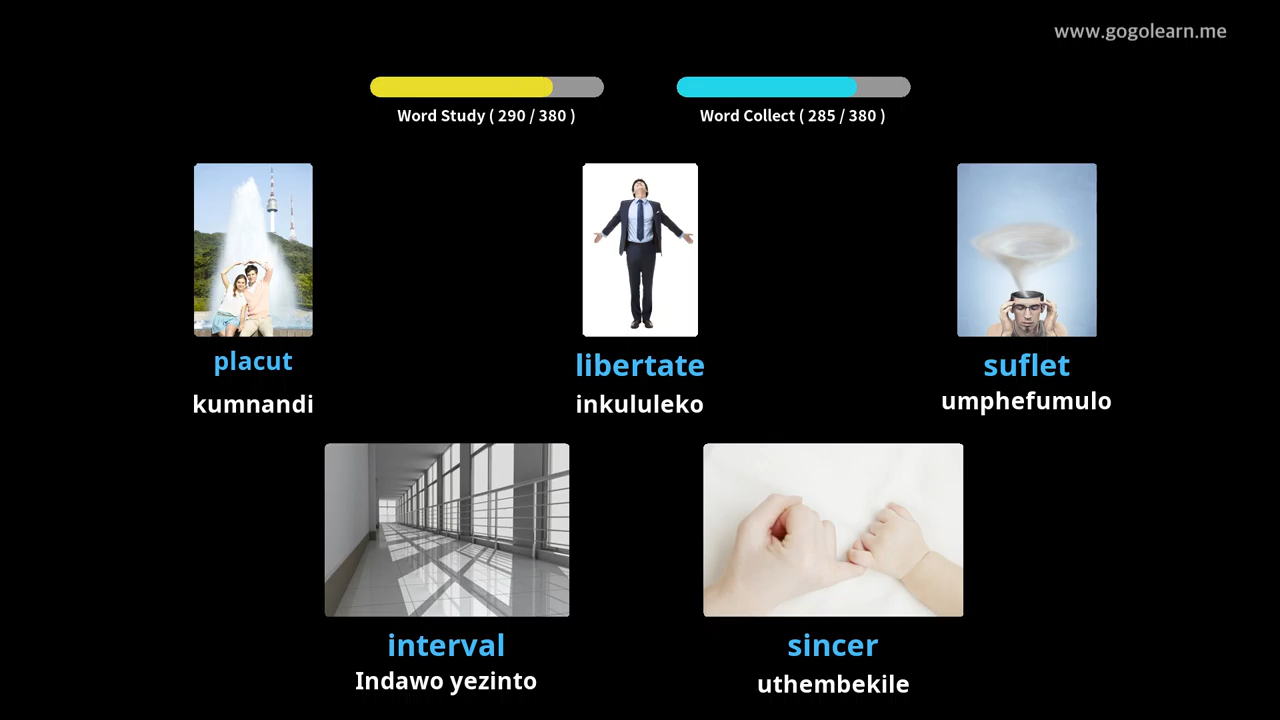 www.gogolearn.me
Word Study ( 290 / 380 )
Word Collect ( 285 / 380 )
placut
libertate
suflet
kumnandi
inkululeko
umphefumulo
interval
sincer
Indawo yezinto
uthembekile